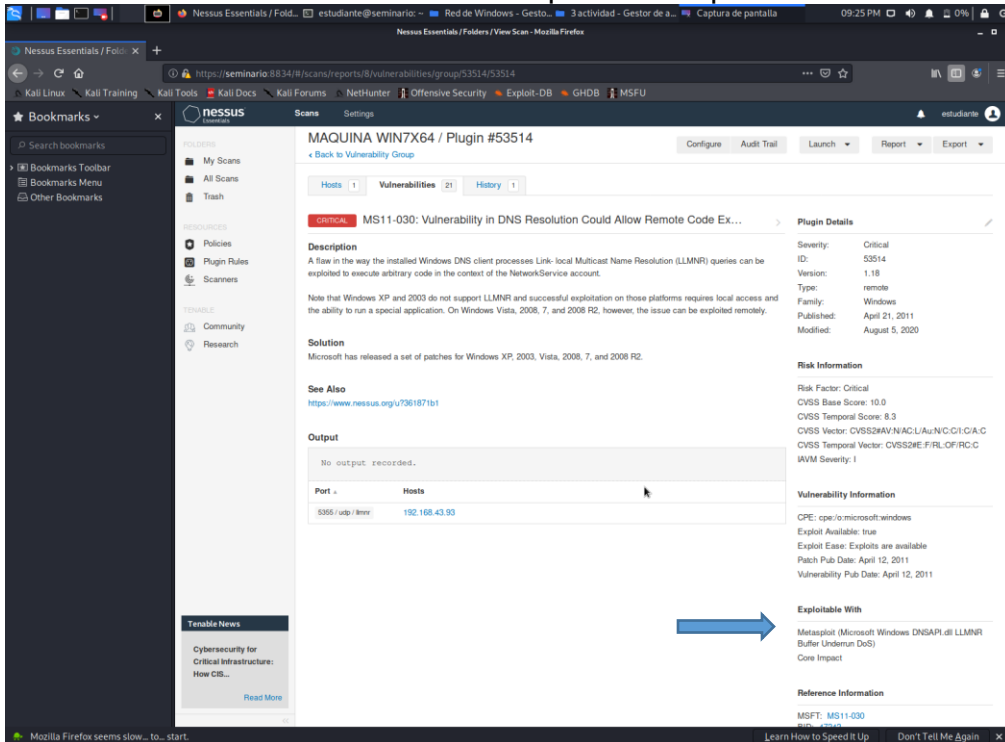 Nessus Essentials / Fold...
estudiante@seminario: ~
Red de Windows - Gesto...
3 actividad - Gestor de a...
Captura de pantalla
09:25 PM
0%
Nessus Essentials / Folders / View Scan - Mozilla Firefox
Nessus Essentials / Fold
https://seminario:8834/#/scans/reports/8/vulnerabilities/group/53514/53514
Kali Linux Kali Training Kali Tools Kali Docs Kali Forums NetHunter Offensive Security Exploit-DB GHDB MSFU
Bookmarks
Search bookmarks
Bookmarks Toolbar
Bookmarks Menu
Other Bookmarks
nessus
Essentials
Scans Settings
estudiante
FOLDERS
My Scans
All Scans
Trash
RESOURCES
Policies
Plugin Rules
Scanners
TENABLE
Community
Research
Tenable News
Cybersecurity for
Critical Infrastructure:
How CIS...
Read More
MAQUINA WIN7X64 / Plugin #53514
‹ Back to Vulnerability Group
Configure Audit Trail Launch Report Export
Hosts 1 Vulnerabilities 21 History 1
CRITICAL MS11-030: Vulnerability in DNS Resolution Could Allow Remote Code Ex...
Description
A flaw in the way the installed Windows DNS client processes Link- local Multicast Name Resolution (LLMNR) queries can be
exploited to execute arbitrary code in the context of the NetworkService account.
Note that Windows XP and 2003 do not support LLMNR and successful exploitation on those platforms requires local access and
the ability to run a special application. On Windows Vista, 2008, 7, and 2008 R2, however, the issue can be exploited remotely.
Solution
Microsoft has released a set of patches for Windows XP, 2003, Vista, 2008, 7, and 2008 R2.
See Also
https://www.nessus.org/u?361871b1
Output
No output recorded.
Port Hosts
5355 / udp / llmnr 192.168.43.93
Plugin Details
Severity: Critical
ID: 53514
Version: 1.18
Type: remote
Family: Windows
Published: April 21, 2011
Modified: August 5, 2020
Risk Information
Risk Factor: Critical
CVSS Base Score: 10.0
CVSS Temporal Score: 8.3
CVSS Vector: CVSS2#AV:N/AC:L/Au:N/C:C/I:C/A:C
CVSS Temporal Vector: CVSS2#E:F/RL:OF/RC:C
IAVM Severity: I
Vulnerability Information
CPE: cpe:/o:microsoft:windows
Exploit Available: true
Exploit Ease: Exploits are available
Patch Pub Date: April 12, 2011
Vulnerability Pub Date: April 12, 2011
Exploitable With
Metasploit (Microsoft Windows DNSAPI.dll LLMNR
Buffer Underrun DoS)
Core Impact
Reference Information
MSFT: MS11-030
Mozilla Firefox seems slow... to... start.
Learn How to Speed It Up Don't Tell Me Again